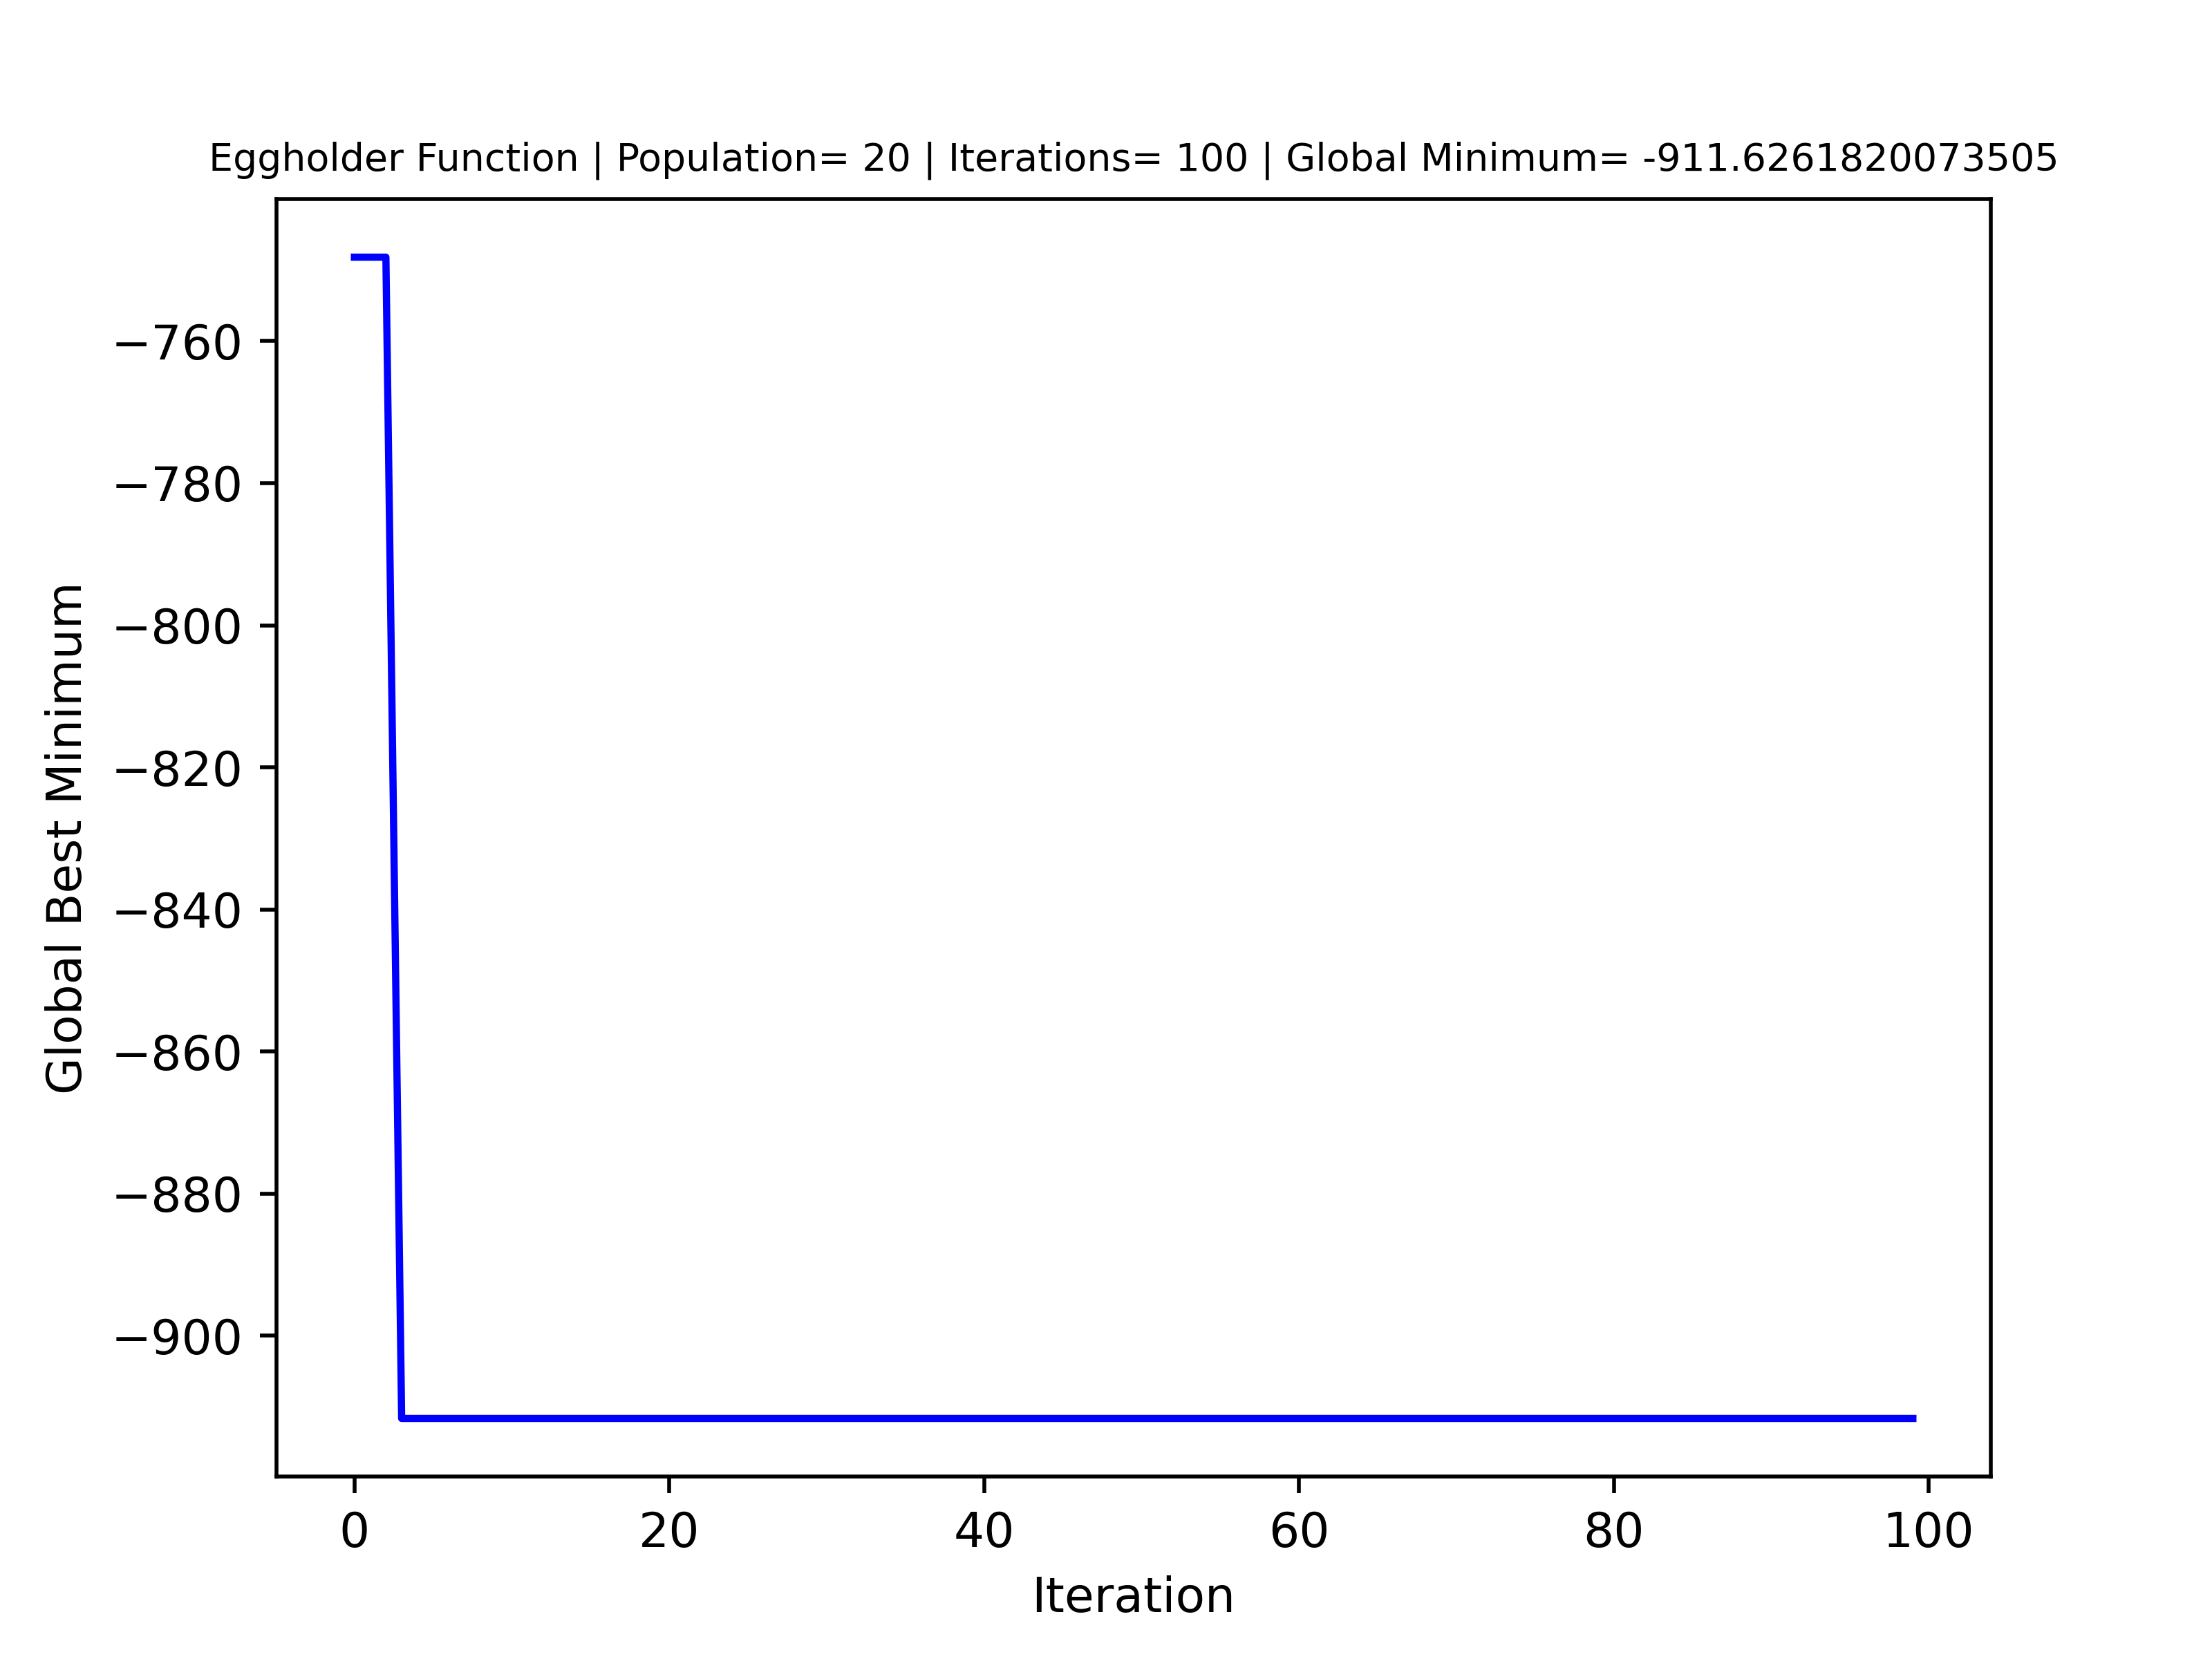 Eggholder Function | Population= 20 | Iterations= 100 | Global Minimum= -911.6261820073505
Global Best Minimum
−760
−780
−800
−820
−840
−860
−880
−900
0 20 40 60 80 100
Iteration